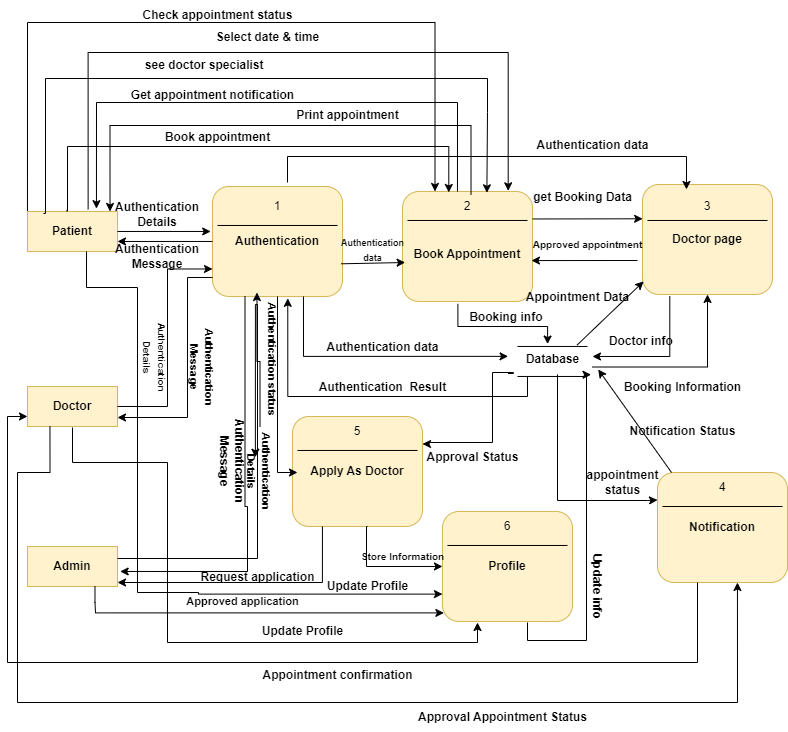 Check appointment status
Select date & time
see doctor specialist
Get appointment notification
Print appointment
Book appointment
Authentication data
1
Authentication
2
Book Appointment
3
Doctor page
Patient
Authentication
Details
Authentication
Message
Authentication
data
get Booking Data
Approved appointment
Appointment Data
Booking info
Authentication data
Database
Doctor info
Booking Information
Authentication Result
Authentication
Details
Authentication
Message
Authentication status
Doctor
Authentication
Message
Authentication
Details
5
Apply As Doctor
Approval Status
Notification Status
appointment
status
4
Notification
6
Profile
Admin
Store Information
Request application
Update Profile
Approved application
Update Profile
Update info
Appointment confirmation
Approval Appointment Status